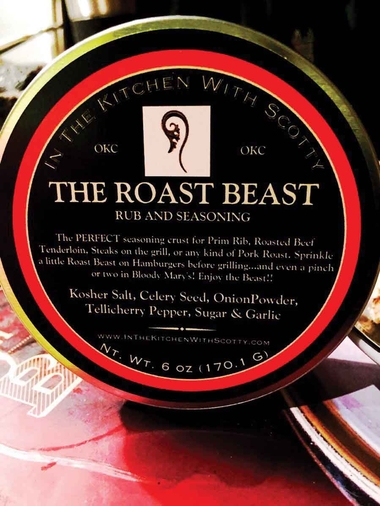 IN THE KITCHEN WITH SCOTTY
OKC OKC
THE ROAST BEAST
RUB AND SEASONING
The PERFECT seasoning crust for Prim Rib, Roasted Beef
Tenderloin, Steaks on the grill, or any kind of Pork Roast. Sprinkle
a little Roast Beast on Hamburgers before grilling...and even a pinch
or two in Bloody Mary's! Enjoy the Beast!!
Kosher Salt, Celery Seed, OnionPowder,
Tellicherry Pepper, Sugar & Garlic
WWW.INTHEKITCHENWITHSCOTTY.COM
NT. WT. 6 OZ (170.1 G)